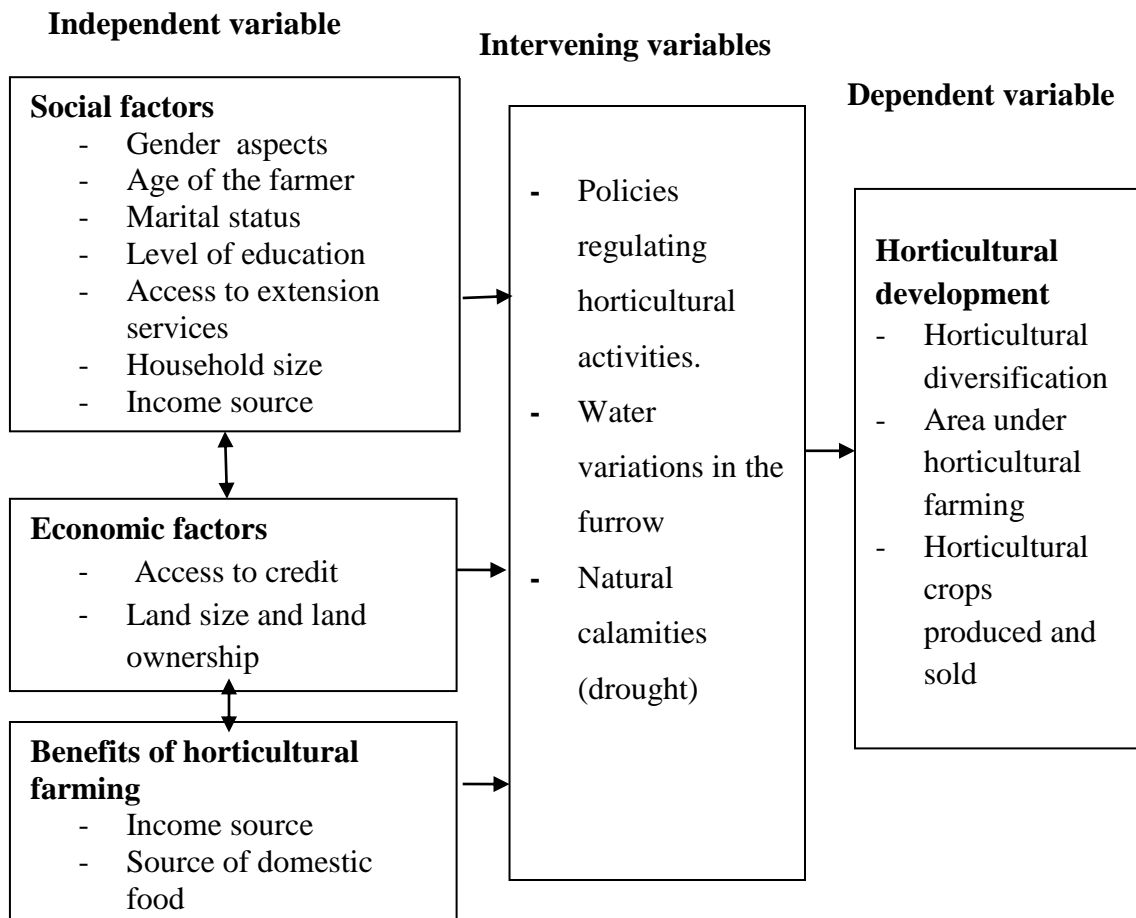 Independent variable
Social factors
- Gender aspects
- Age of the farmer
- Marital status
- Level of education
- Access to extension
services
- Household size
- Income source
Economic factors
- Access to credit
- Land size and land
ownership
Benefits of horticultural
farming
- Income source
- Source of domestic
food
Intervening variables
- Policies
regulating
horticultural
activities.
- Water
variations in the
furrow
- Natural
calamities
(drought)
Dependent variable
Horticultural
development
- Horticultural
diversification
- Area under
horticultural
farming
- Horticultural
crops
produced and
sold